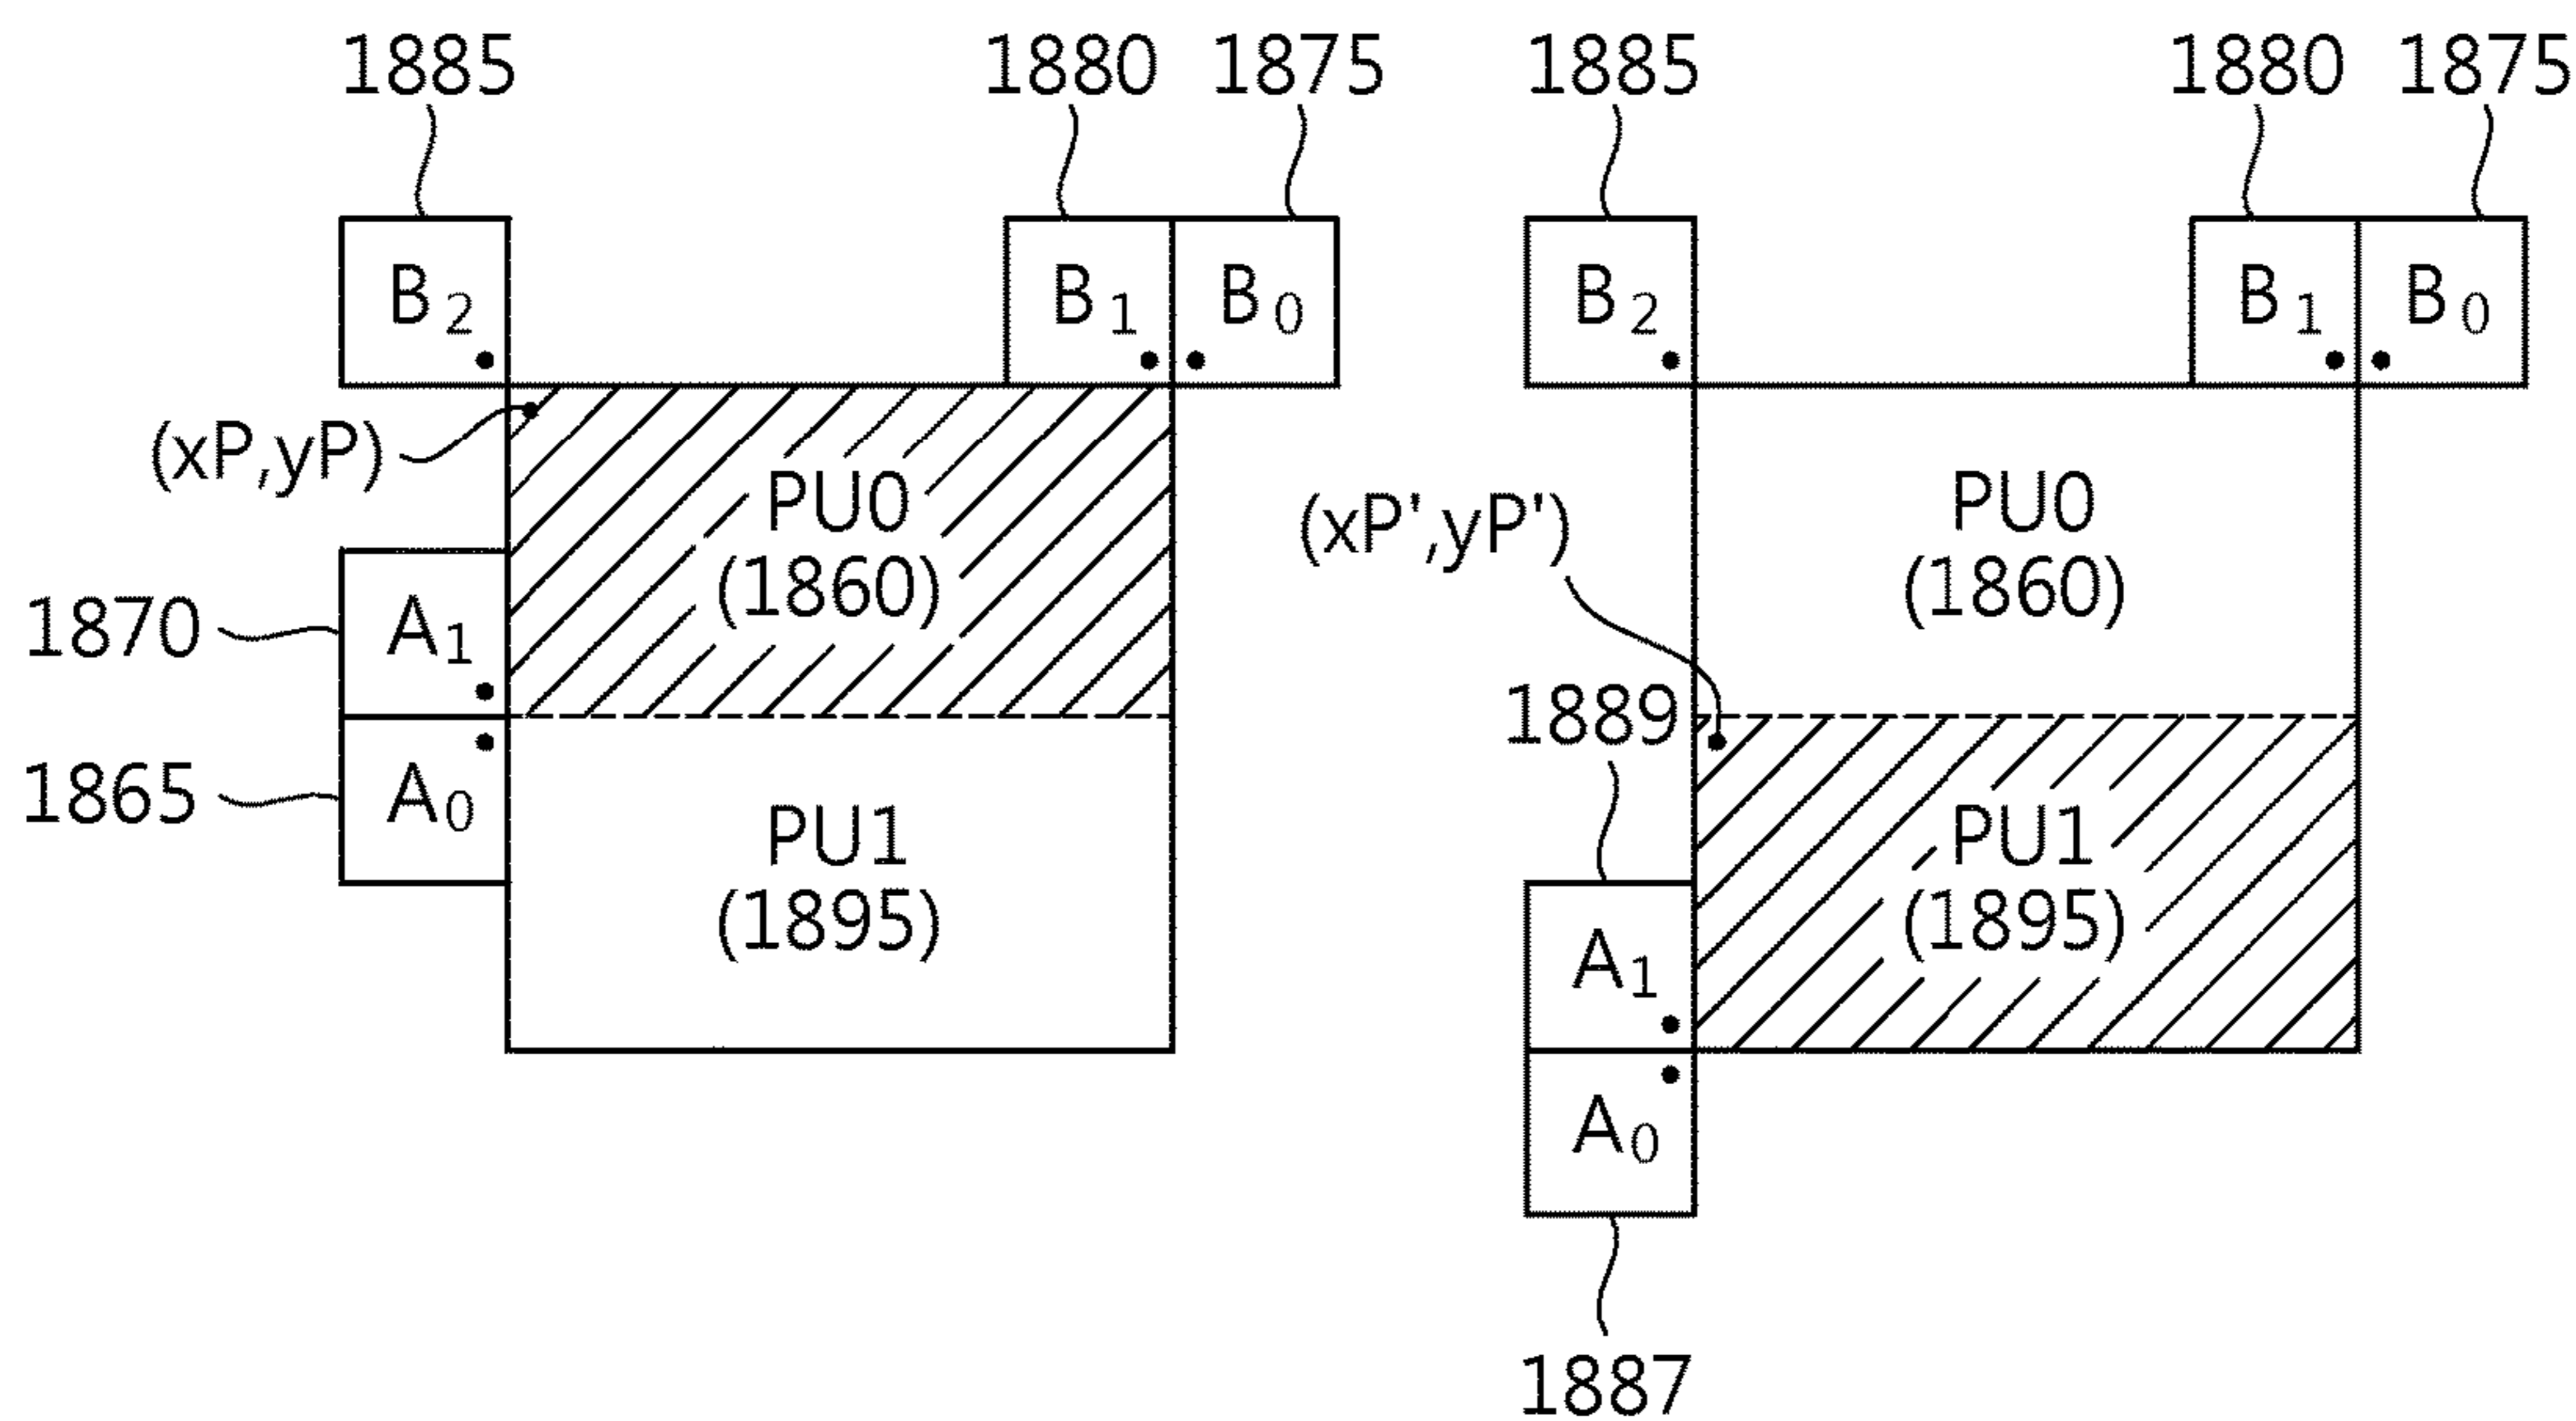 1885
1880
1875
B2
B1
B0
(xP,yP)
PU0
(1860)
1870
A1
1865
A0
PU1
(1895)
1885
1880
1875
B2
B1
B0
(xP',yP')
PU0
(1860)
1889
PU1
(1895)
A1
A0
1887